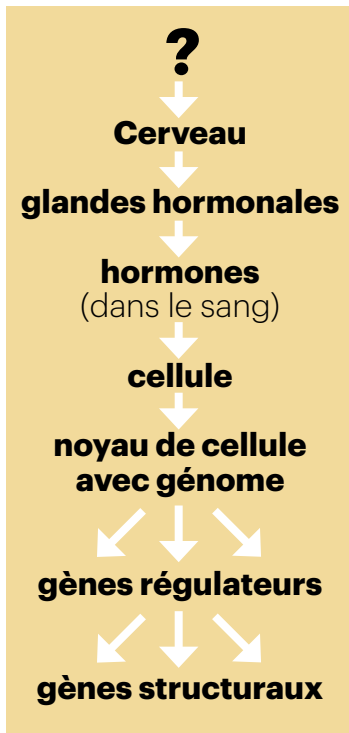 ?
Cerveau
glandes hormonales
hormones
(dans le sang)
cellule
noyau de cellule
avec génome
gènes régulateurs
gènes structuraux